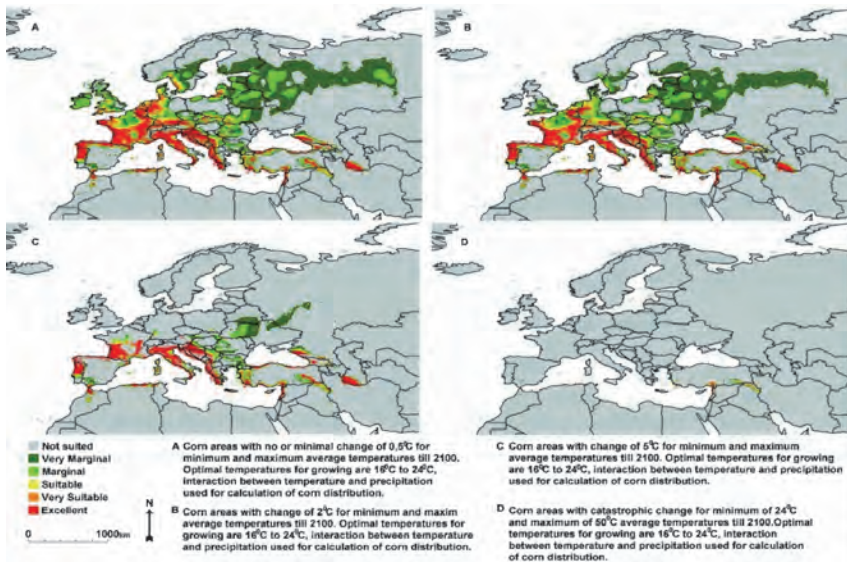 A
B
C
D
Not suited
Very Marginal
Marginal
Suitable
Very Suitable
Excellent
0 1000km
N
A Corn areas with no or minimal change of 0,5°C for
minimum and maximum average temperatures till 2100.
Optimal temperatures for growing are 16°C to 24°C,
interaction between temperature and precipitation
used for calculation of corn distribution.
B Corn areas with change of 2°C for minimum and maxim
average temperatures till 2100. Optimal temperatures for
growing are 16°C to 24°C, interaction between temperature
and precipitation used for calculation of corn distribution.
C Corn areas with change of 5°C for minimum and maximum
average temperatures till 2100. Optimal temperatures for growing
are 16°C to 24°C, interaction between temperature and precipitation
used for calculation of corn distribution.
D Corn areas with catastrophic change for minimum of 24°C
and maximum of 50°C average temperatures till 2100.Optimal
temperatures for growing are 16°C to 24°C, interaction
between temperature and precipitation used for calculation
of corn distribution.